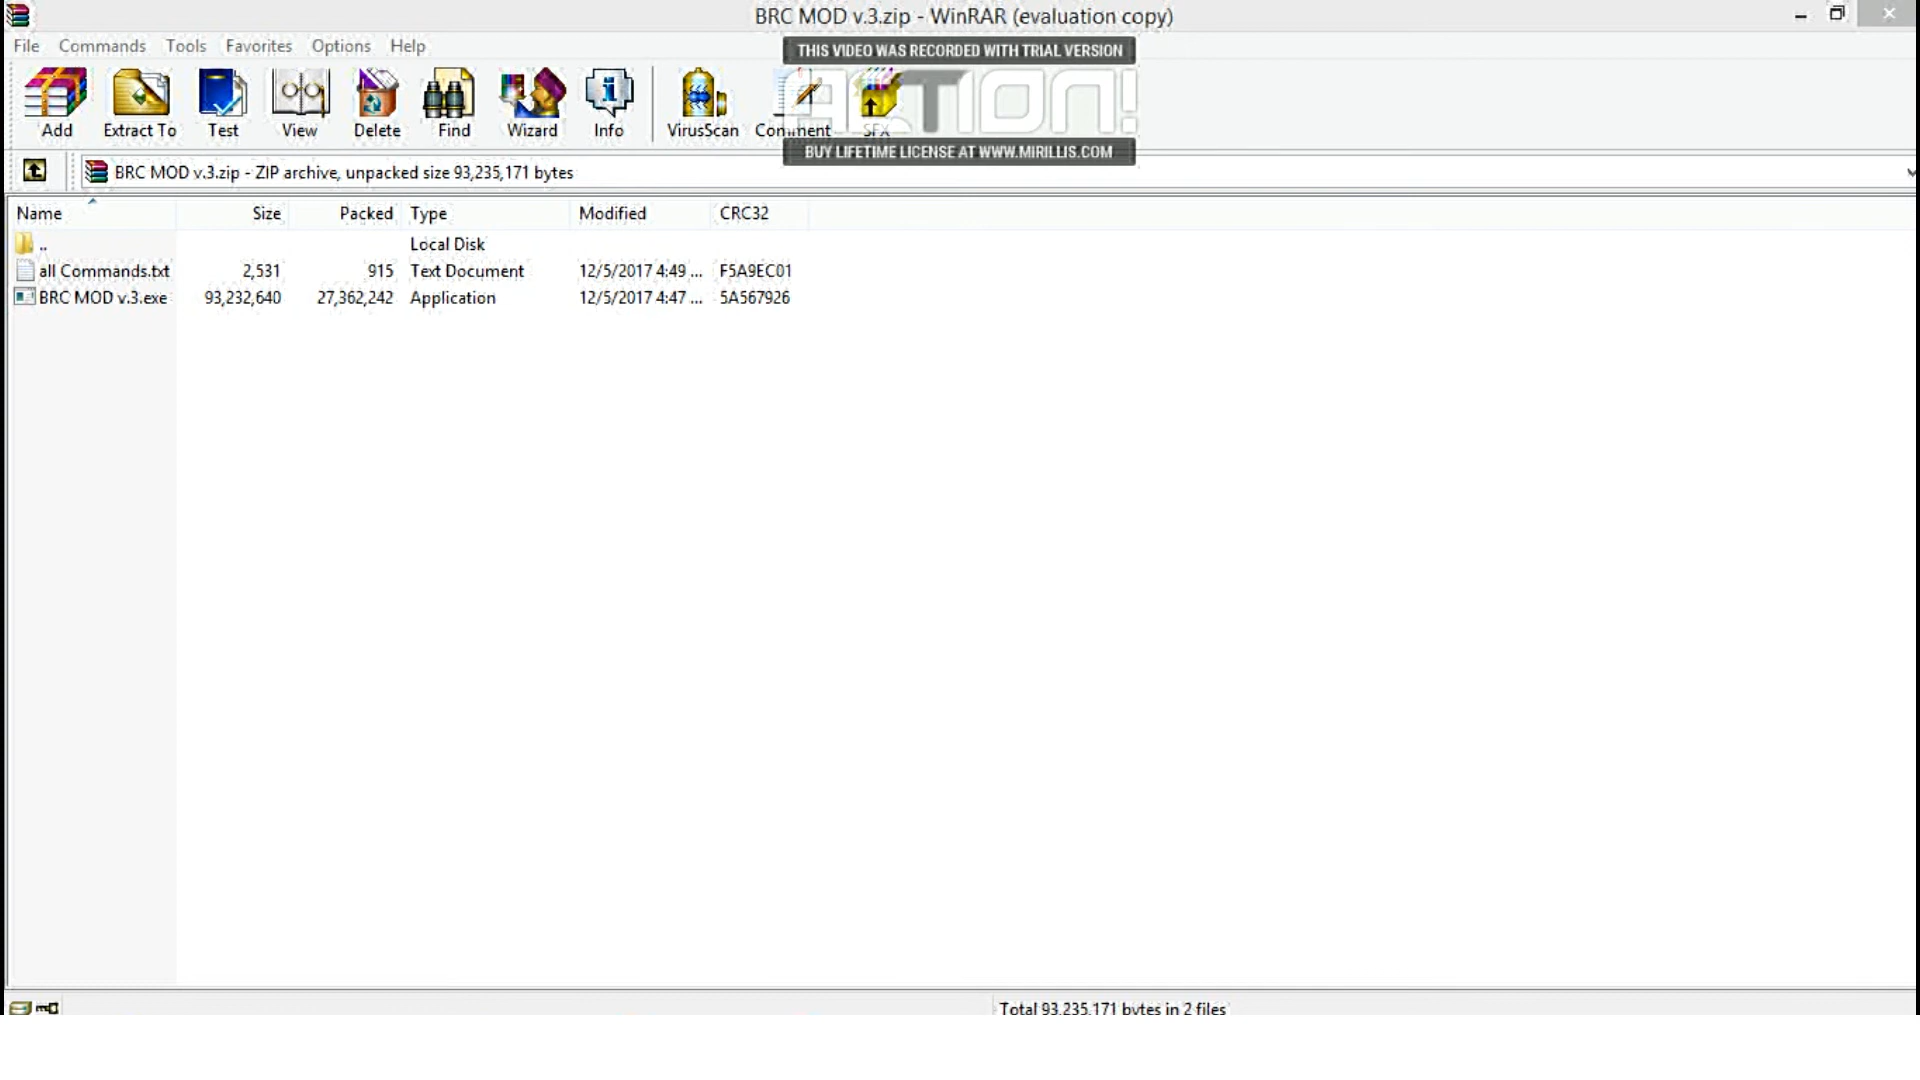 BRC MOD v.3.zip - WinRAR (evaluation copy)
File Commands Tools Favorites Options Help
THIS VIDEO WAS RECORDED WITH TRIAL VERSION
ACTION!
Add Extract To Test View Delete Find Wizard Info VirusScan Comment SFX
BUY LIFETIME LICENSE AT WWW.MIRILLIS.COM
BRC MOD v.3.zip - ZIP archive, unpacked size 93,235,171 bytes
Name Size Packed Type Modified CRC32
.. Local Disk
all Commands.txt 2,531 915 Text Document 12/5/2017 4:49 ... F5A9EC01
BRC MOD v.3.exe 93,232,640 27,362,242 Application 12/5/2017 4:47 ... 5A567926
Total 93,235,171 bytes in 2 files